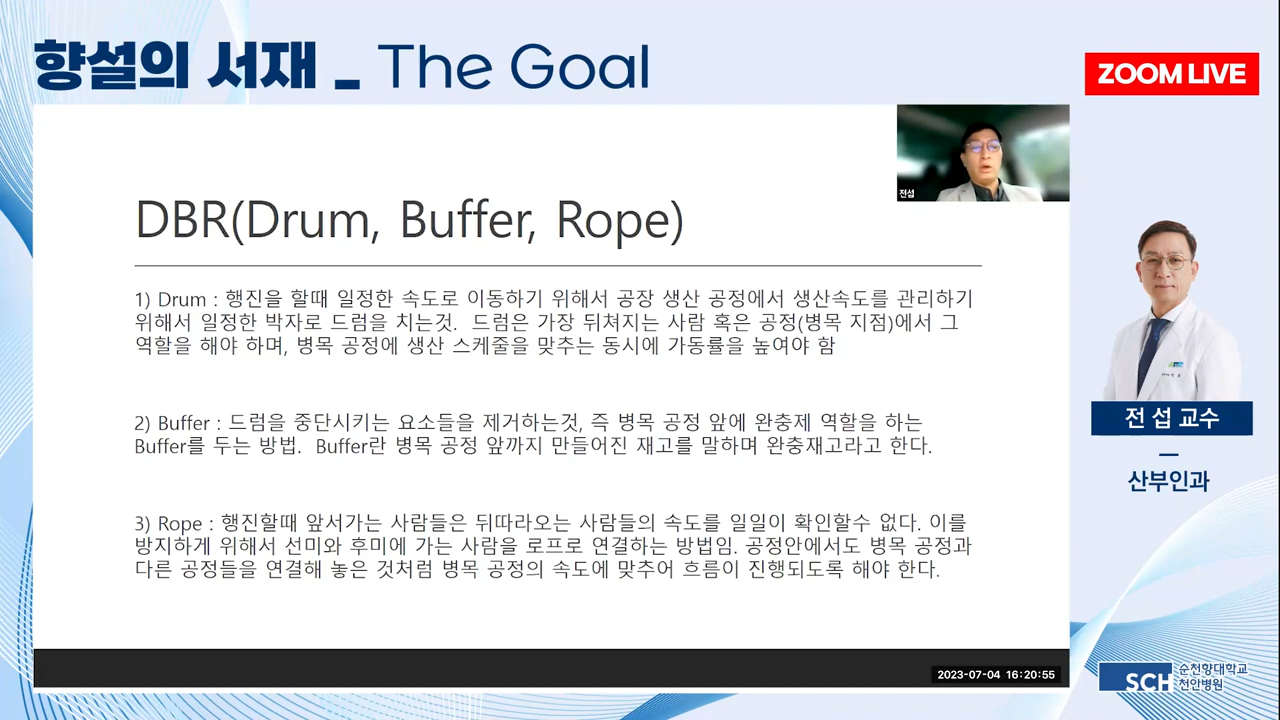 향설의 서재 _ The Goal
ZOOM LIVE
전섭
DBR(Drum, Buffer, Rope)
1) Drum : 행진을 할때 일정한 속도로 이동하기 위해서 공장 생산 공정에서 생산속도를 관리하기
위해서 일정한 박자로 드럼을 치는것. 드럼은 가장 뒤쳐지는 사람 혹은 공정(병목 지점)에서 그
역할을 해야 하며, 병목 공정에 생산 스케줄을 맞추는 동시에 가동률을 높여야 함
2) Buffer : 드럼을 중단시키는 요소들을 제거하는것, 즉 병목 공정 앞에 완충제 역할을 하는
Buffer를 두는 방법. Buffer란 병목 공정 앞까지 만들어진 재고를 말하며 완충재고라고 한다.
3) Rope : 행진할때 앞서가는 사람들은 뒤따라오는 사람들의 속도를 일일이 확인할수 없다. 이를
방지하게 위해서 선미와 후미에 가는 사람을 로프로 연결하는 방법임. 공정안에서도 병목 공정과
다른 공정들을 연결해 놓은 것처럼 병목 공정의 속도에 맞추어 흐름이 진행되도록 해야 한다.
전 섭 교수
산부인과
2023-07-04 16:20:55
SCH 순천향대학교
천안병원